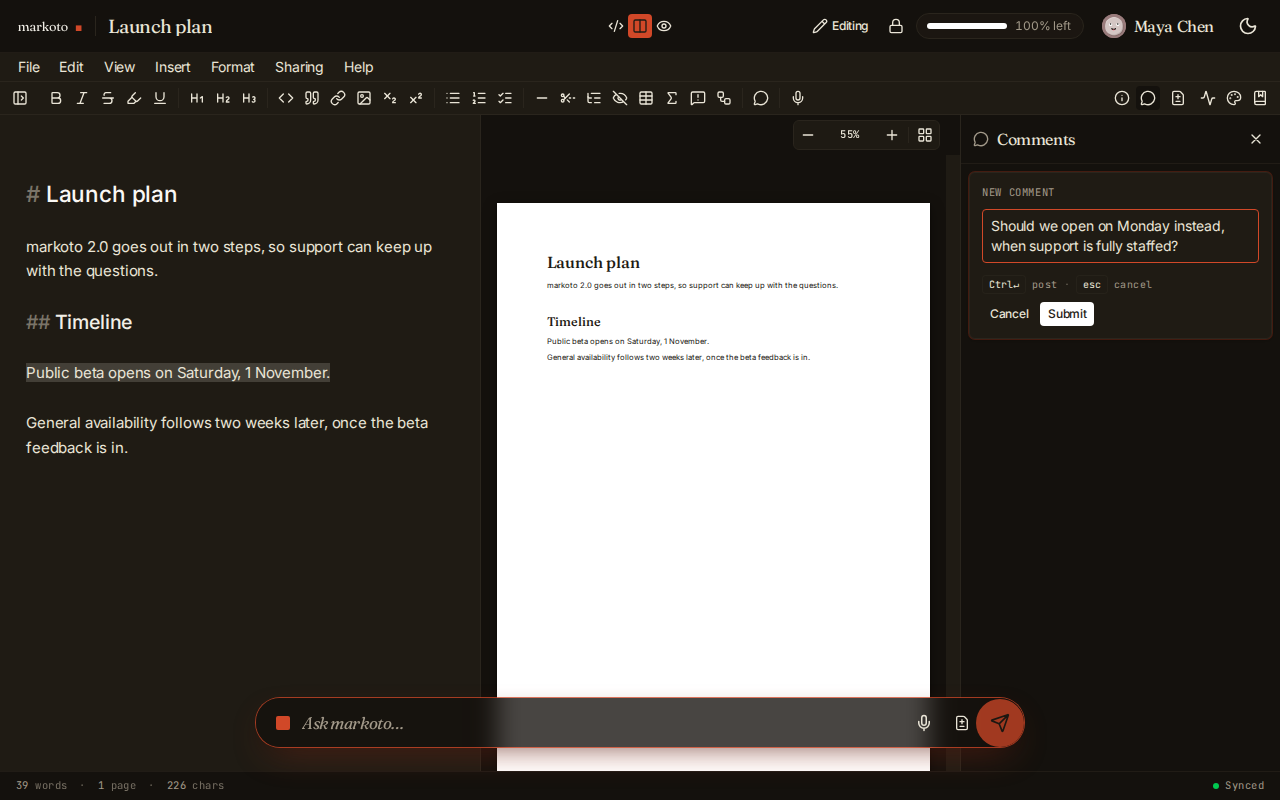 markoto
Launch plan
Editing
100% left
Maya Chen
File Edit View Insert Format Sharing Help
H1 H2 H3
X2 X2
55%
Comments
# Launch plan
markoto 2.0 goes out in two steps, so support can keep up
with the questions.
## Timeline
Public beta opens on Saturday, 1 November.
General availability follows two weeks later, once the beta
feedback is in.
Launch plan
markoto 2.0 goes out in two steps, so support can keep up with the questions.
Timeline
Public beta opens on Saturday, 1 November.
General availability follows two weeks later, once the beta feedback is in.
NEW COMMENT
Should we open on Monday instead,
when support is fully staffed?
Ctrl↵ post · esc cancel
Cancel Submit
Ask markoto...
39 words · 1 page · 226 chars
Synced